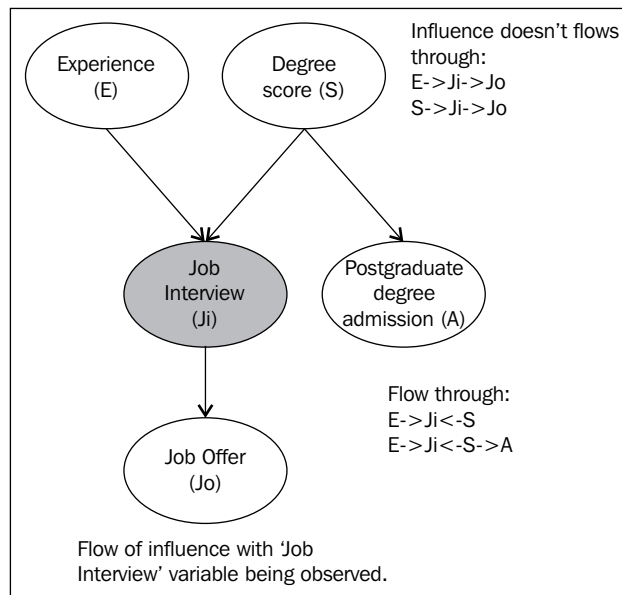 Influence doesn't flows
through:
E->Ji->Jo
S->Ji->Jo
Experience
(E)
Degree
score (S)
Job
Interview
(Ji)
Postgraduate
degree
admission (A)
Flow through:
E->Ji<-S
E->Ji<-S->A
Job Offer
(Jo)
Flow of influence with ‘Job
Interview’ variable being observed.